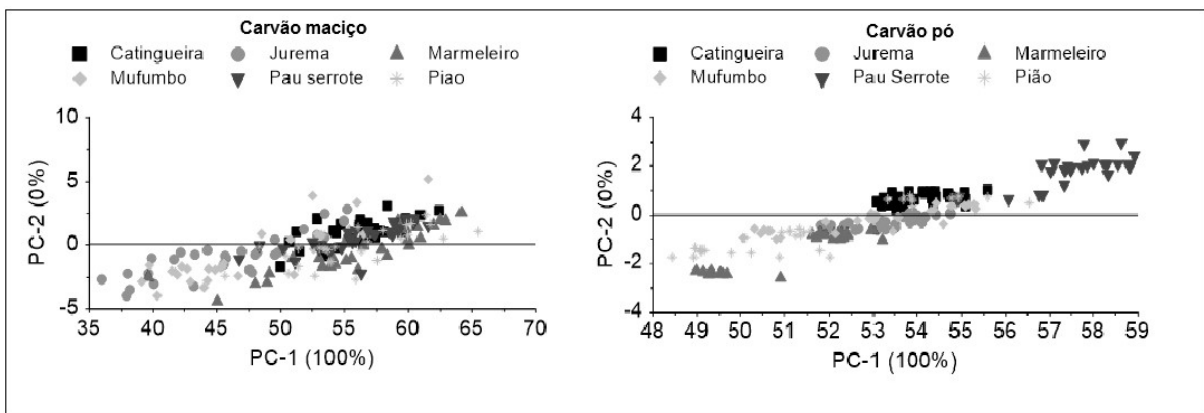 Carvão maciço
Catingueira Jurema Marmeleiro
Mufumbo Pau serrote Piao
10
5
0
-5
PC-2 (0%)
35 40 45 50 55 60 65 70
PC-1 (100%)
Carvão pó
Catingueira Jurema Marmeleiro
Mufumbo Pau Serrote Pião
4
2
0
-2
-4
PC-2 (0%)
48 49 50 51 52 53 54 55 56 57 58 59
PC-1 (100%)